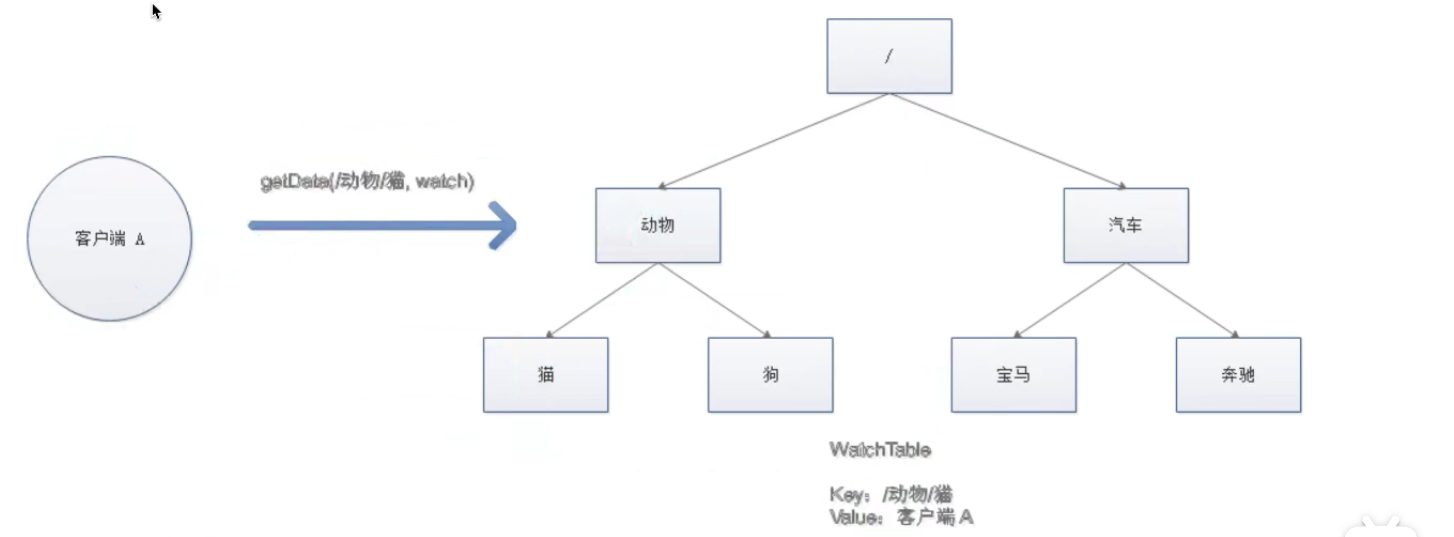 /
getData(/动物/猫, watch)
客户端 A
动物
汽车
猫
狗
宝马
奔驰
WatchTable
Key：/动物/猫
Value：客户端 A